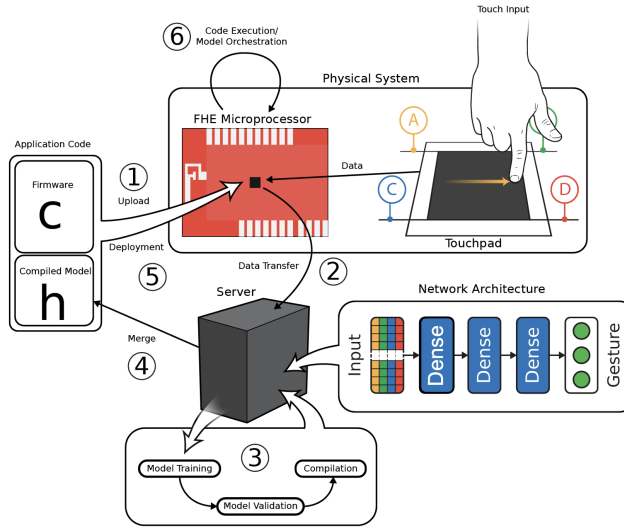 Touch Input
⑥
Code Execution/
Model Orchestration
Physical System
FHE Microprocessor
A
Application Code
Firmware
c
①
Upload
Data
C
D
Touchpad
Deployment
Compiled Model
h
⑤
Data Transfer
②
Server
Network Architecture
Merge
④
Input
Dense
Dense
Dense
Gesture
③
Model Training
Compilation
Model Validation